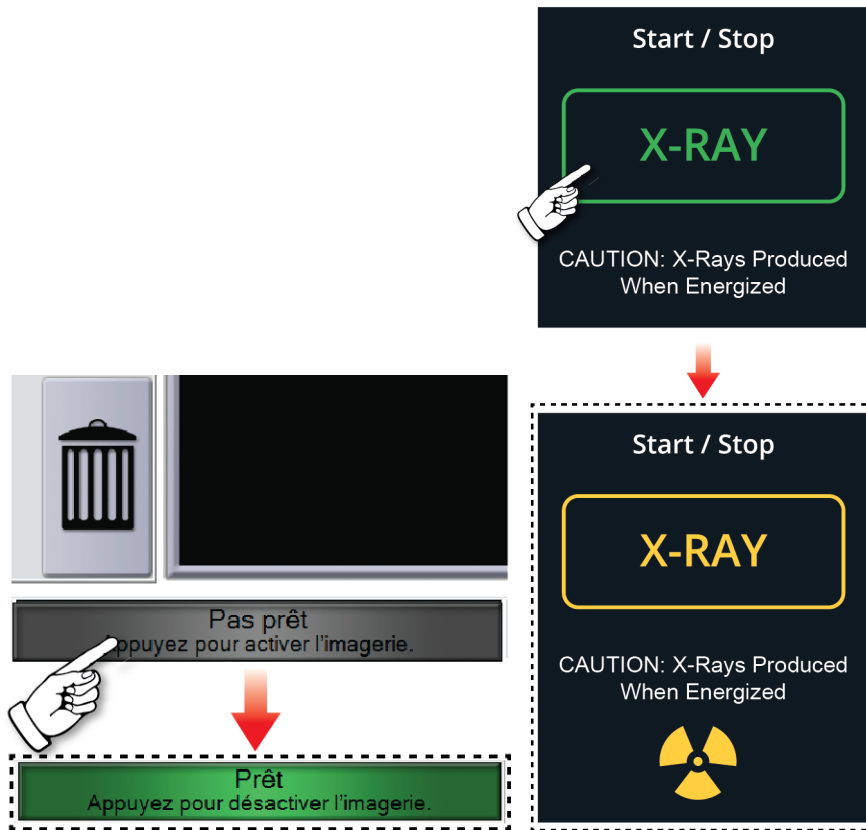 Start / Stop
X-RAY
CAUTION: X-Rays Produced
When Energized
Pas prêt
Appuyez pour activer l’imagerie.
Prêt
Appuyez pour désactiver l’imagerie.
Start / Stop
X-RAY
CAUTION: X-Rays Produced
When Energized